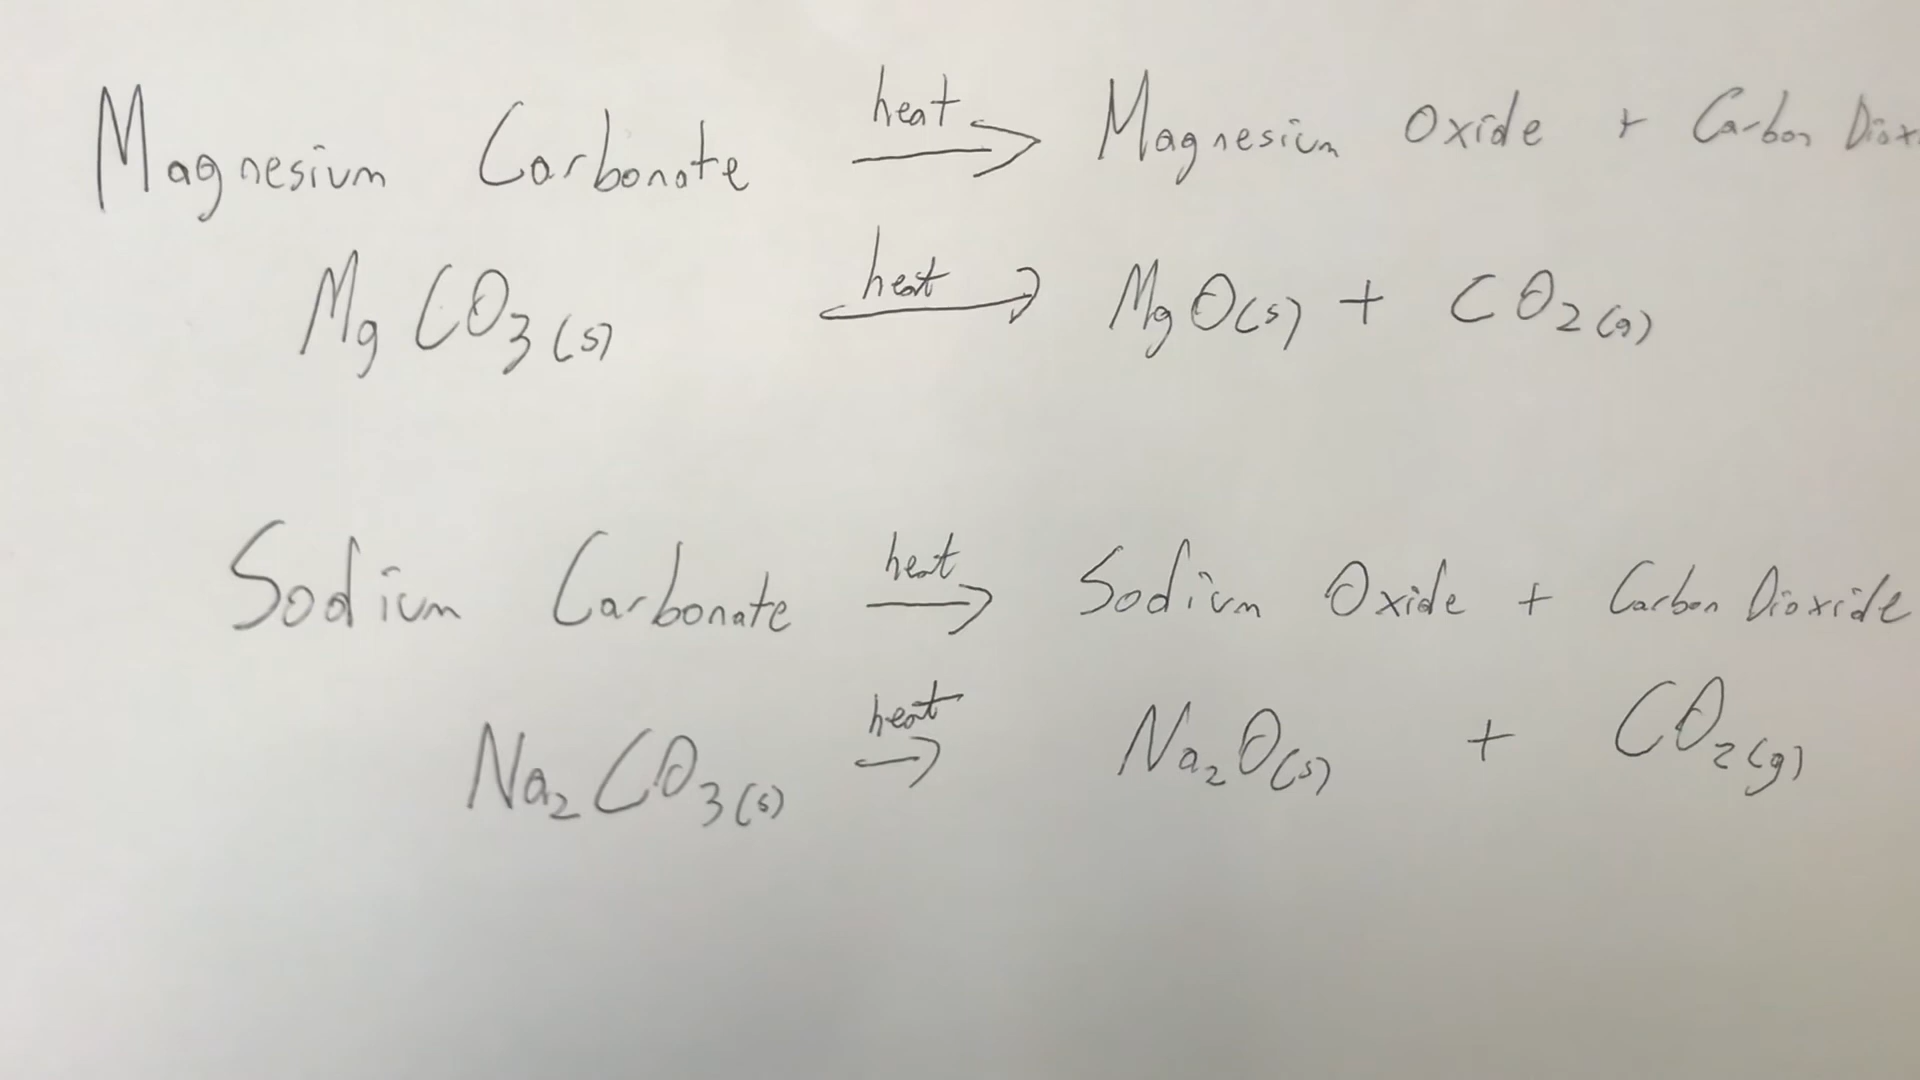 Magnesium Carbonate heat → Magnesium Oxide + Carbon Diox
MgCO₃(s) heat → MgO(s) + CO₂(g)
Sodium Carbonate heat → Sodium Oxide + Carbon Dioxide
Na₂CO₃(s) heat → Na₂O(s) + CO₂(g)